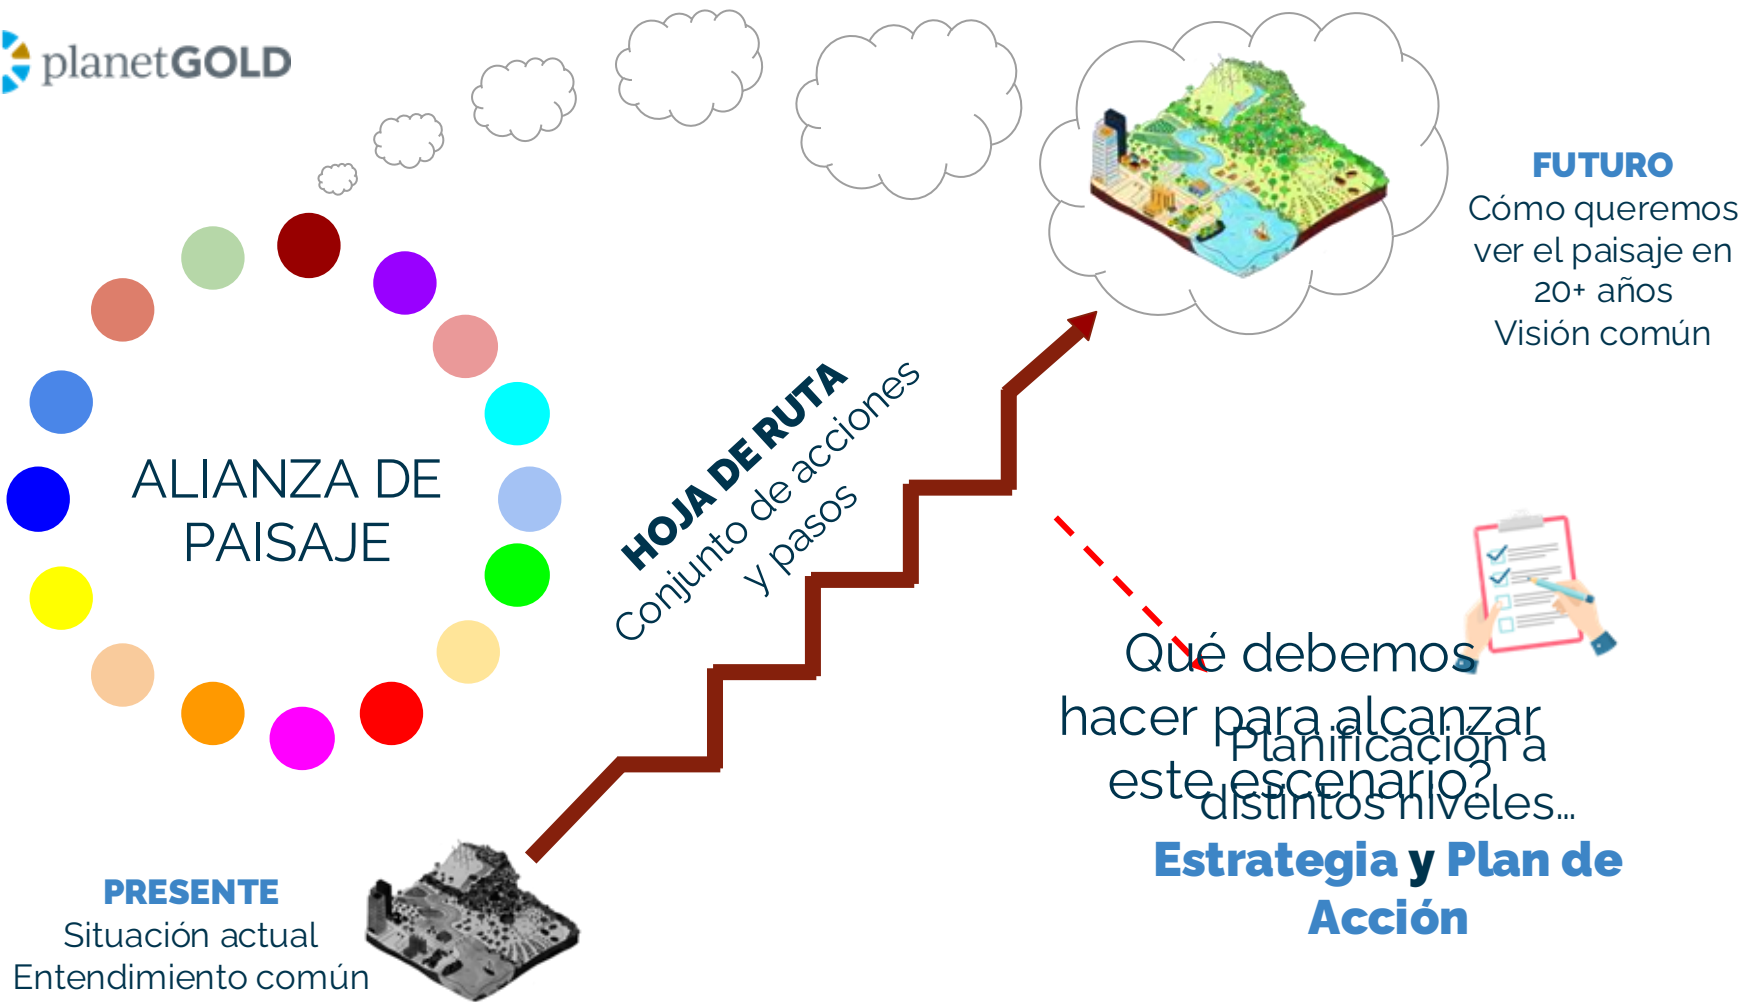 planetGOLD
FUTURO
Cómo queremos
ver el paisaje en
20+ años
Visión común
ALIANZA DE
PAISAJE
HOJA DE RUTA
Conjunto de acciones
y pasos
Qué debemos
hacer para alcanzar
este escenario?
Planificación a
distintos niveles...
Estrategia y Plan de
Acción
PRESENTE
Situación actual
Entendimiento común